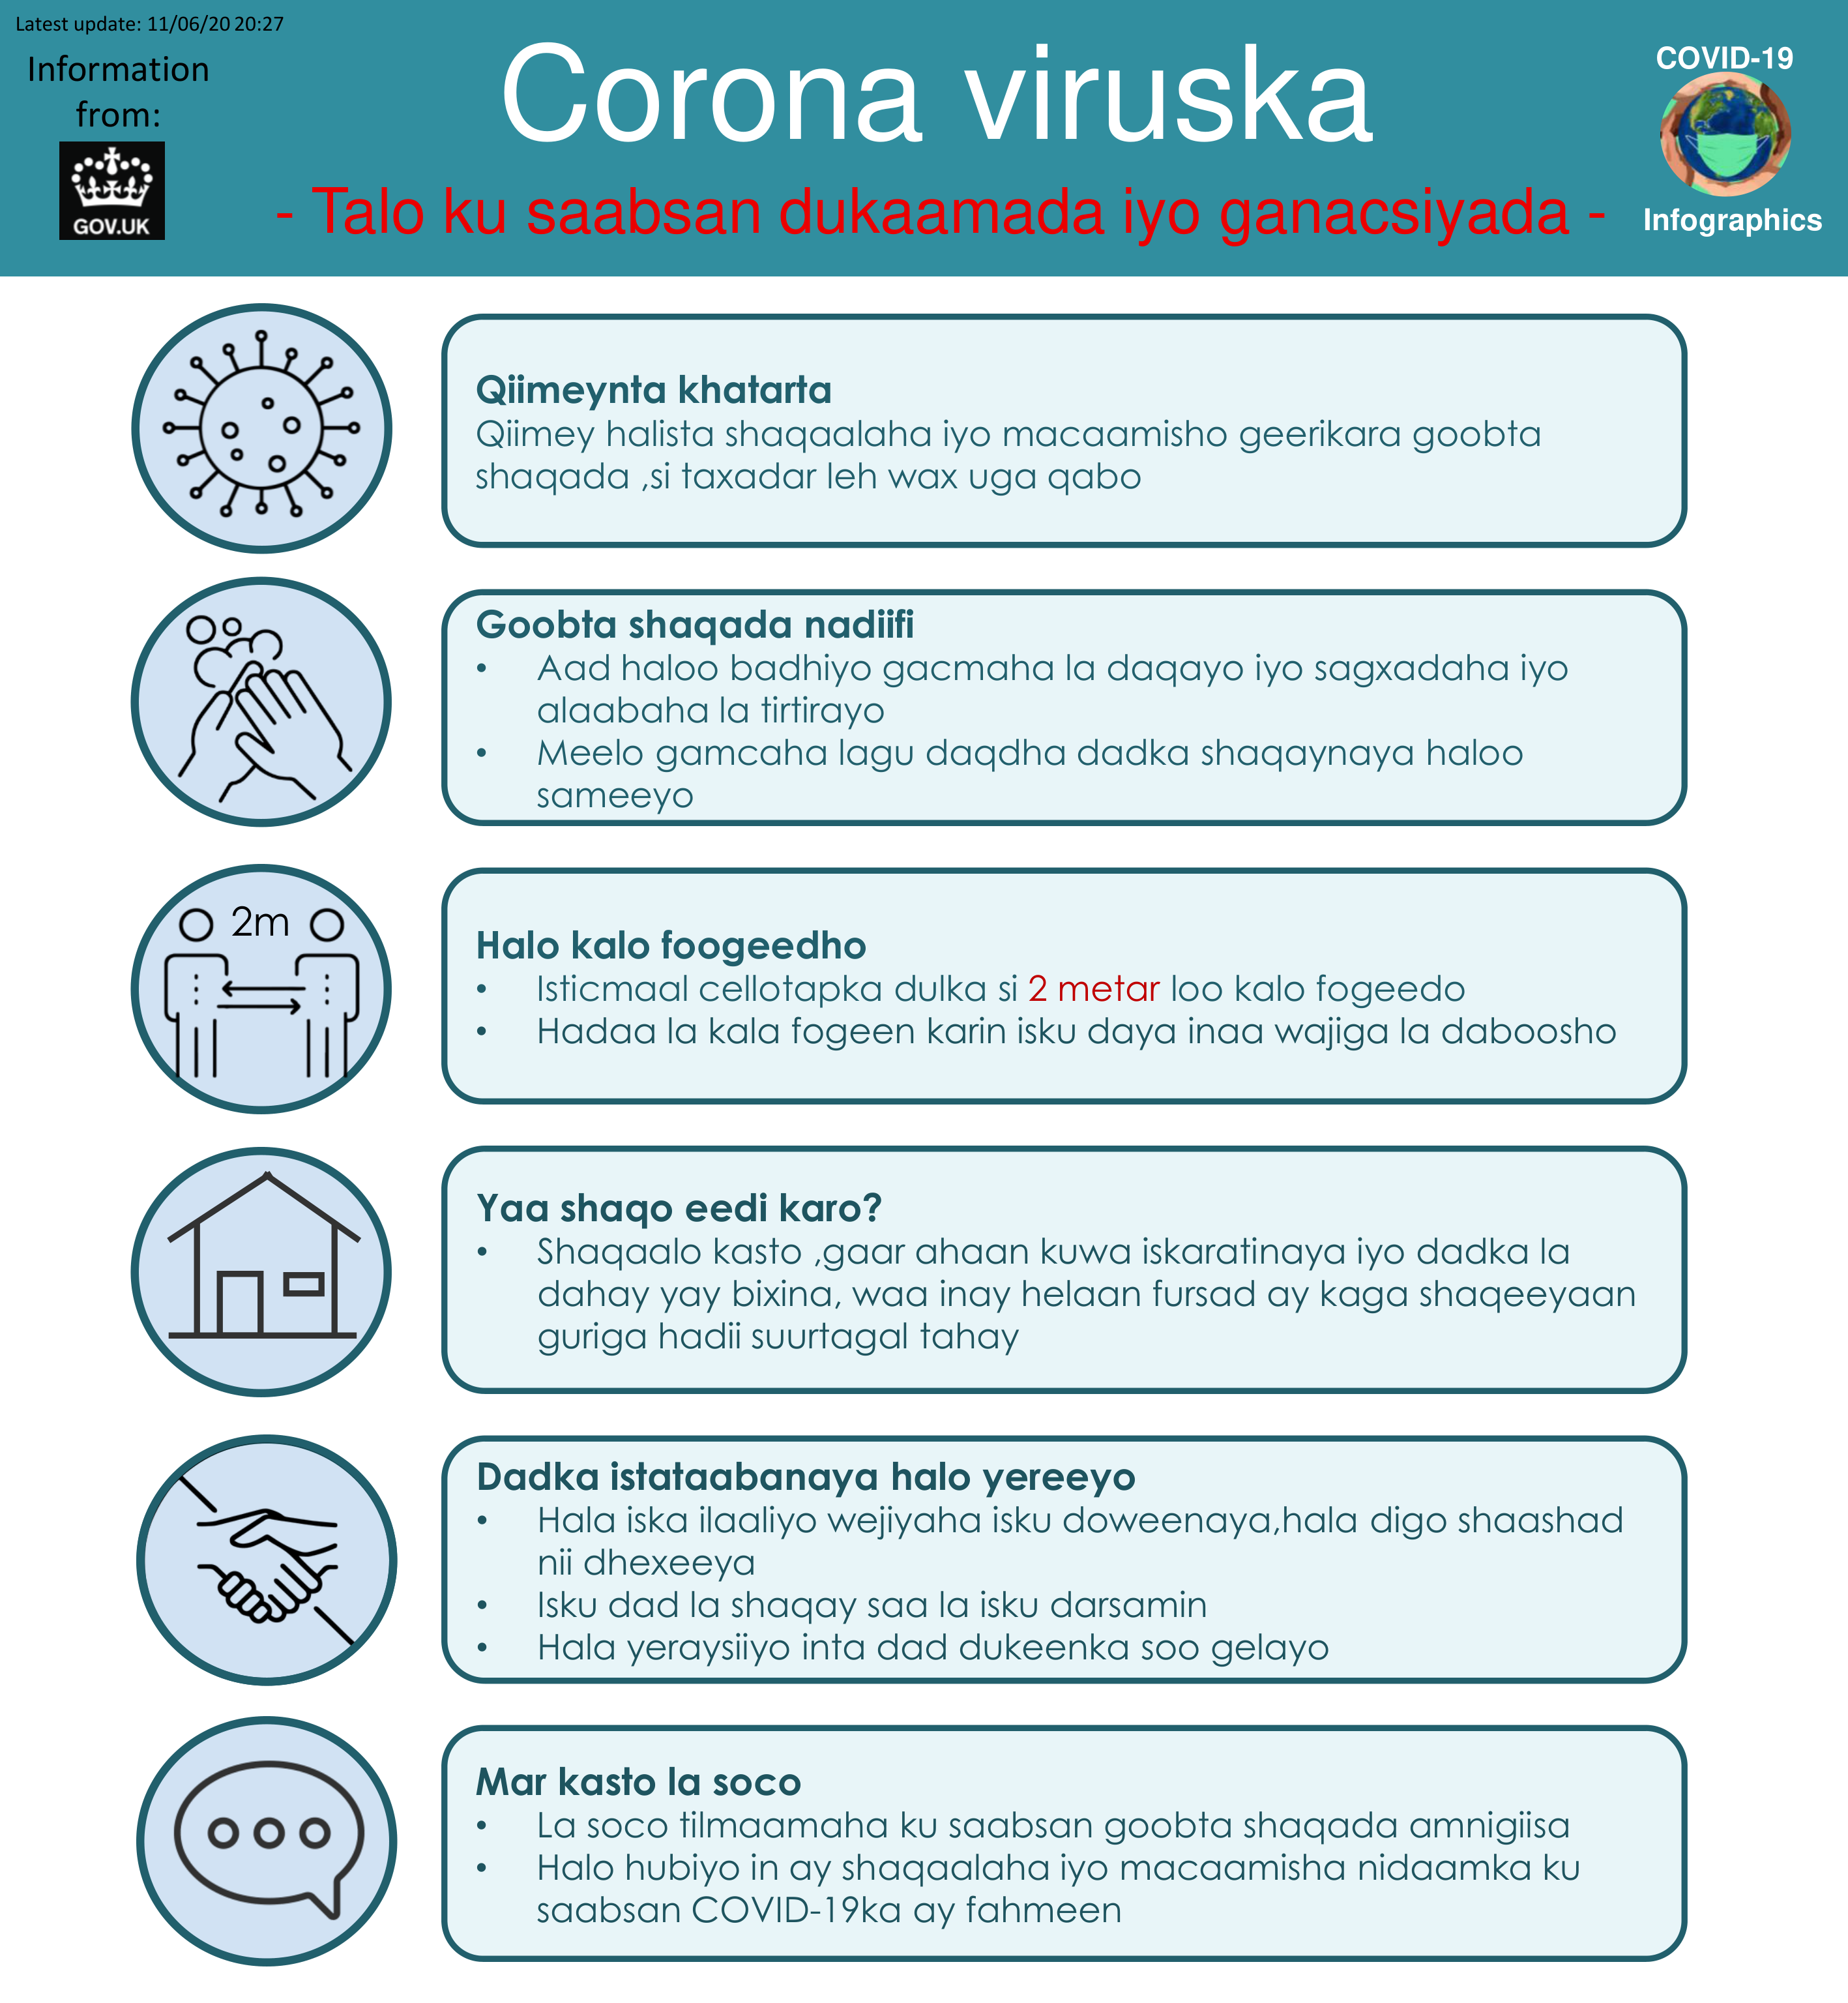 Latest update: 11/06/20 20:27
Information
from:
GOV.UK
Corona viruska
- Talo ku saabsan dukaamada iyo ganacsiyada -
COVID-19
Infographics
Qiimeynta khatarta
Qiimey halista shaqaalaha iyo macaamisho geerikara goobta
shaqada ,si taxadar leh wax uga qabo
Goobta shaqada nadiifi
• Aad haloo badhiyo gacmaha la daqayo iyo sagxadaha iyo
alaabaha la tirtirayo
• Meelo gamcaha lagu daqdha dadka shaqaynaya haloo
sameeyo
2m
Halo kalo foogeedho
• Isticmaal cellotapka dulka si 2 metar loo kalo fogeedo
• Hadaa la kala fogeen karin isku daya inaa wajiga la daboosho
Yaa shaqo eedi karo?
• Shaqaalo kasto ,gaar ahaan kuwa iskaratinaya iyo dadka la
dahay yay bixina, waa inay helaan fursad ay kaga shaqeeyaan
guriga hadii suurtagal tahay
Dadka istataabanaya halo yereeyo
• Hala iska ilaaliyo wejiyaha isku doweenaya,hala digo shaashad
nii dhexeeya
• Isku dad la shaqay saa la isku darsamin
• Hala yeraysiiyo inta dad dukeenka soo gelayo
Mar kasto la soco
• La soco tilmaamaha ku saabsan goobta shaqada amnigiisa
• Halo hubiyo in ay shaqaalaha iyo macaamisha nidaamka ku
saabsan COVID-19ka ay fahmeen